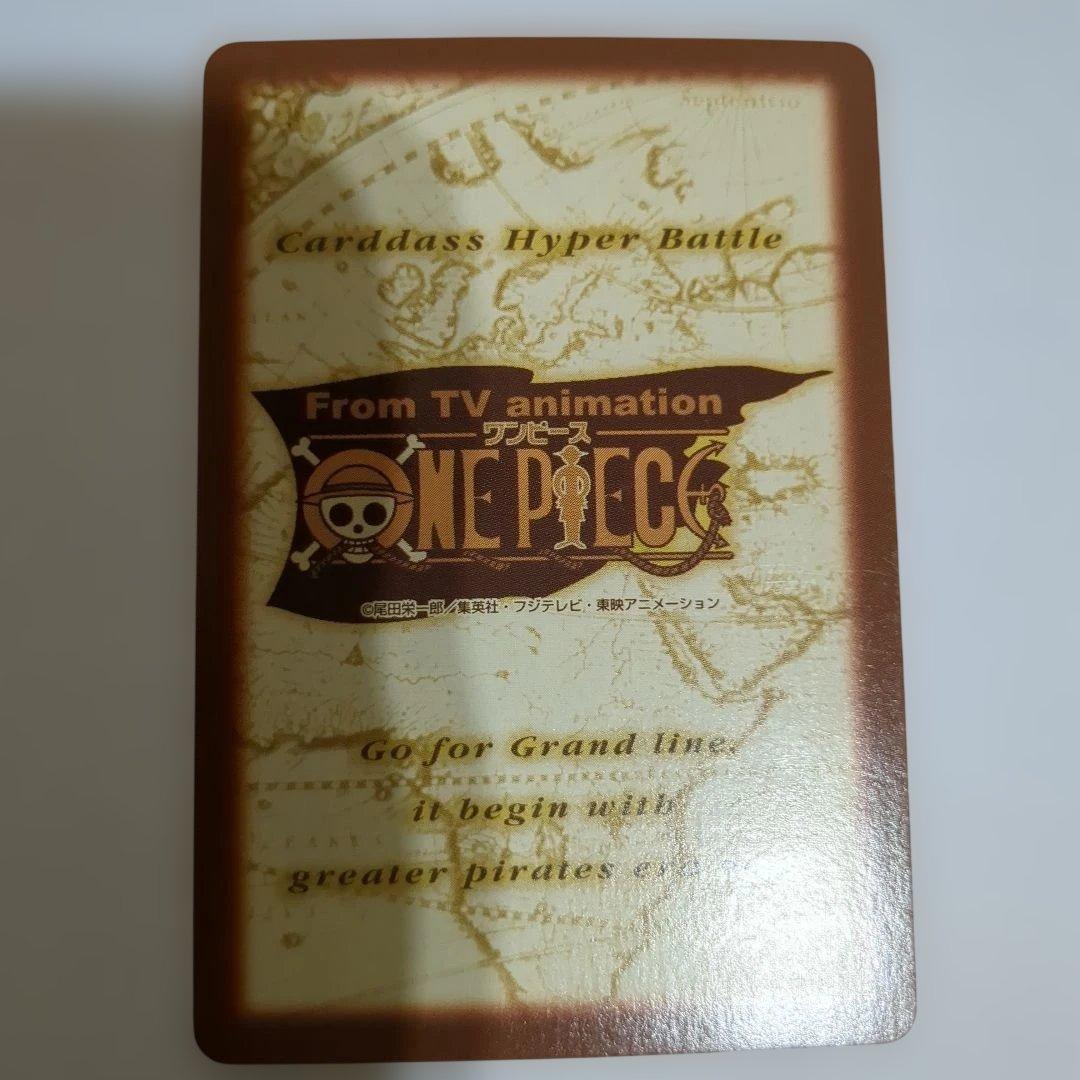 Septentrio
Carddass Hyper Battle
From TV animation
ワンピース
ONE PIECE
©尾田栄一郎／集英社・フジテレビ・東映アニメーション
Go for Grand line.
it begin with
greater pirates era